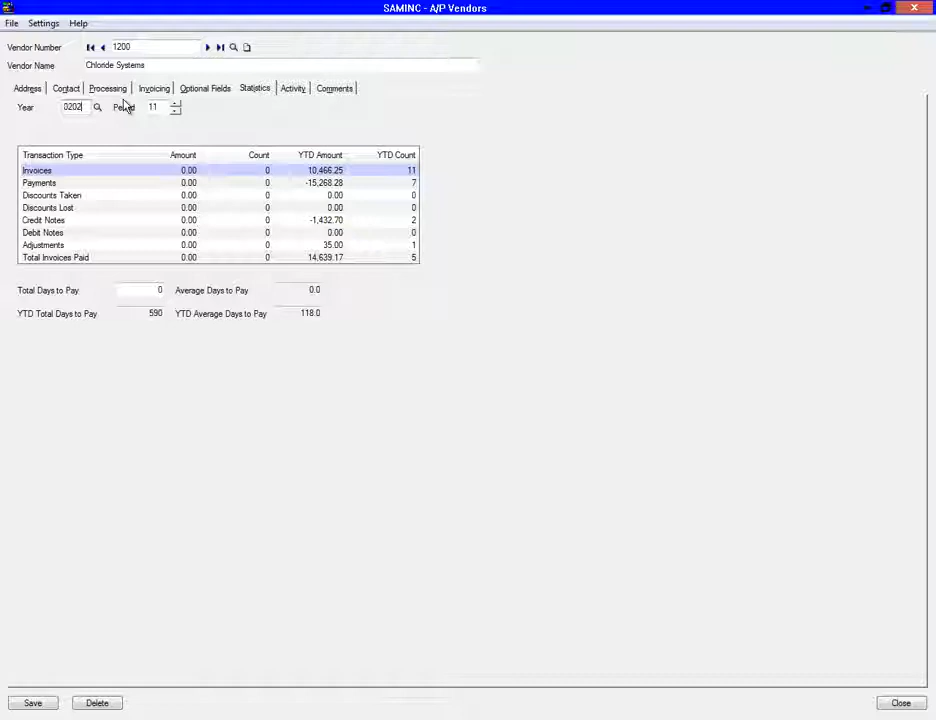 SAMINC - A/P Vendors
File Settings Help
Vendor Number 1200
Vendor Name Chloride Systems
Address Contact Processing Invoicing Optional Fields Statistics Activity Comments
Year 0202 Period 11
Transaction Type Amount Count YTD Amount YTD Count
Invoices 0.00 0 10,466.25 11
Payments 0.00 0 -15,268.28 7
Discounts Taken 0.00 0 0.00 0
Discounts Lost 0.00 0 0.00 0
Credit Notes 0.00 0 -1,432.70 2
Debit Notes 0.00 0 0.00 0
Adjustments 0.00 0 35.00 1
Total Invoices Paid 0.00 0 14,639.17 5
Total Days to Pay 0 Average Days to Pay 0.0
YTD Total Days to Pay 590 YTD Average Days to Pay 118.0
Save Delete Close